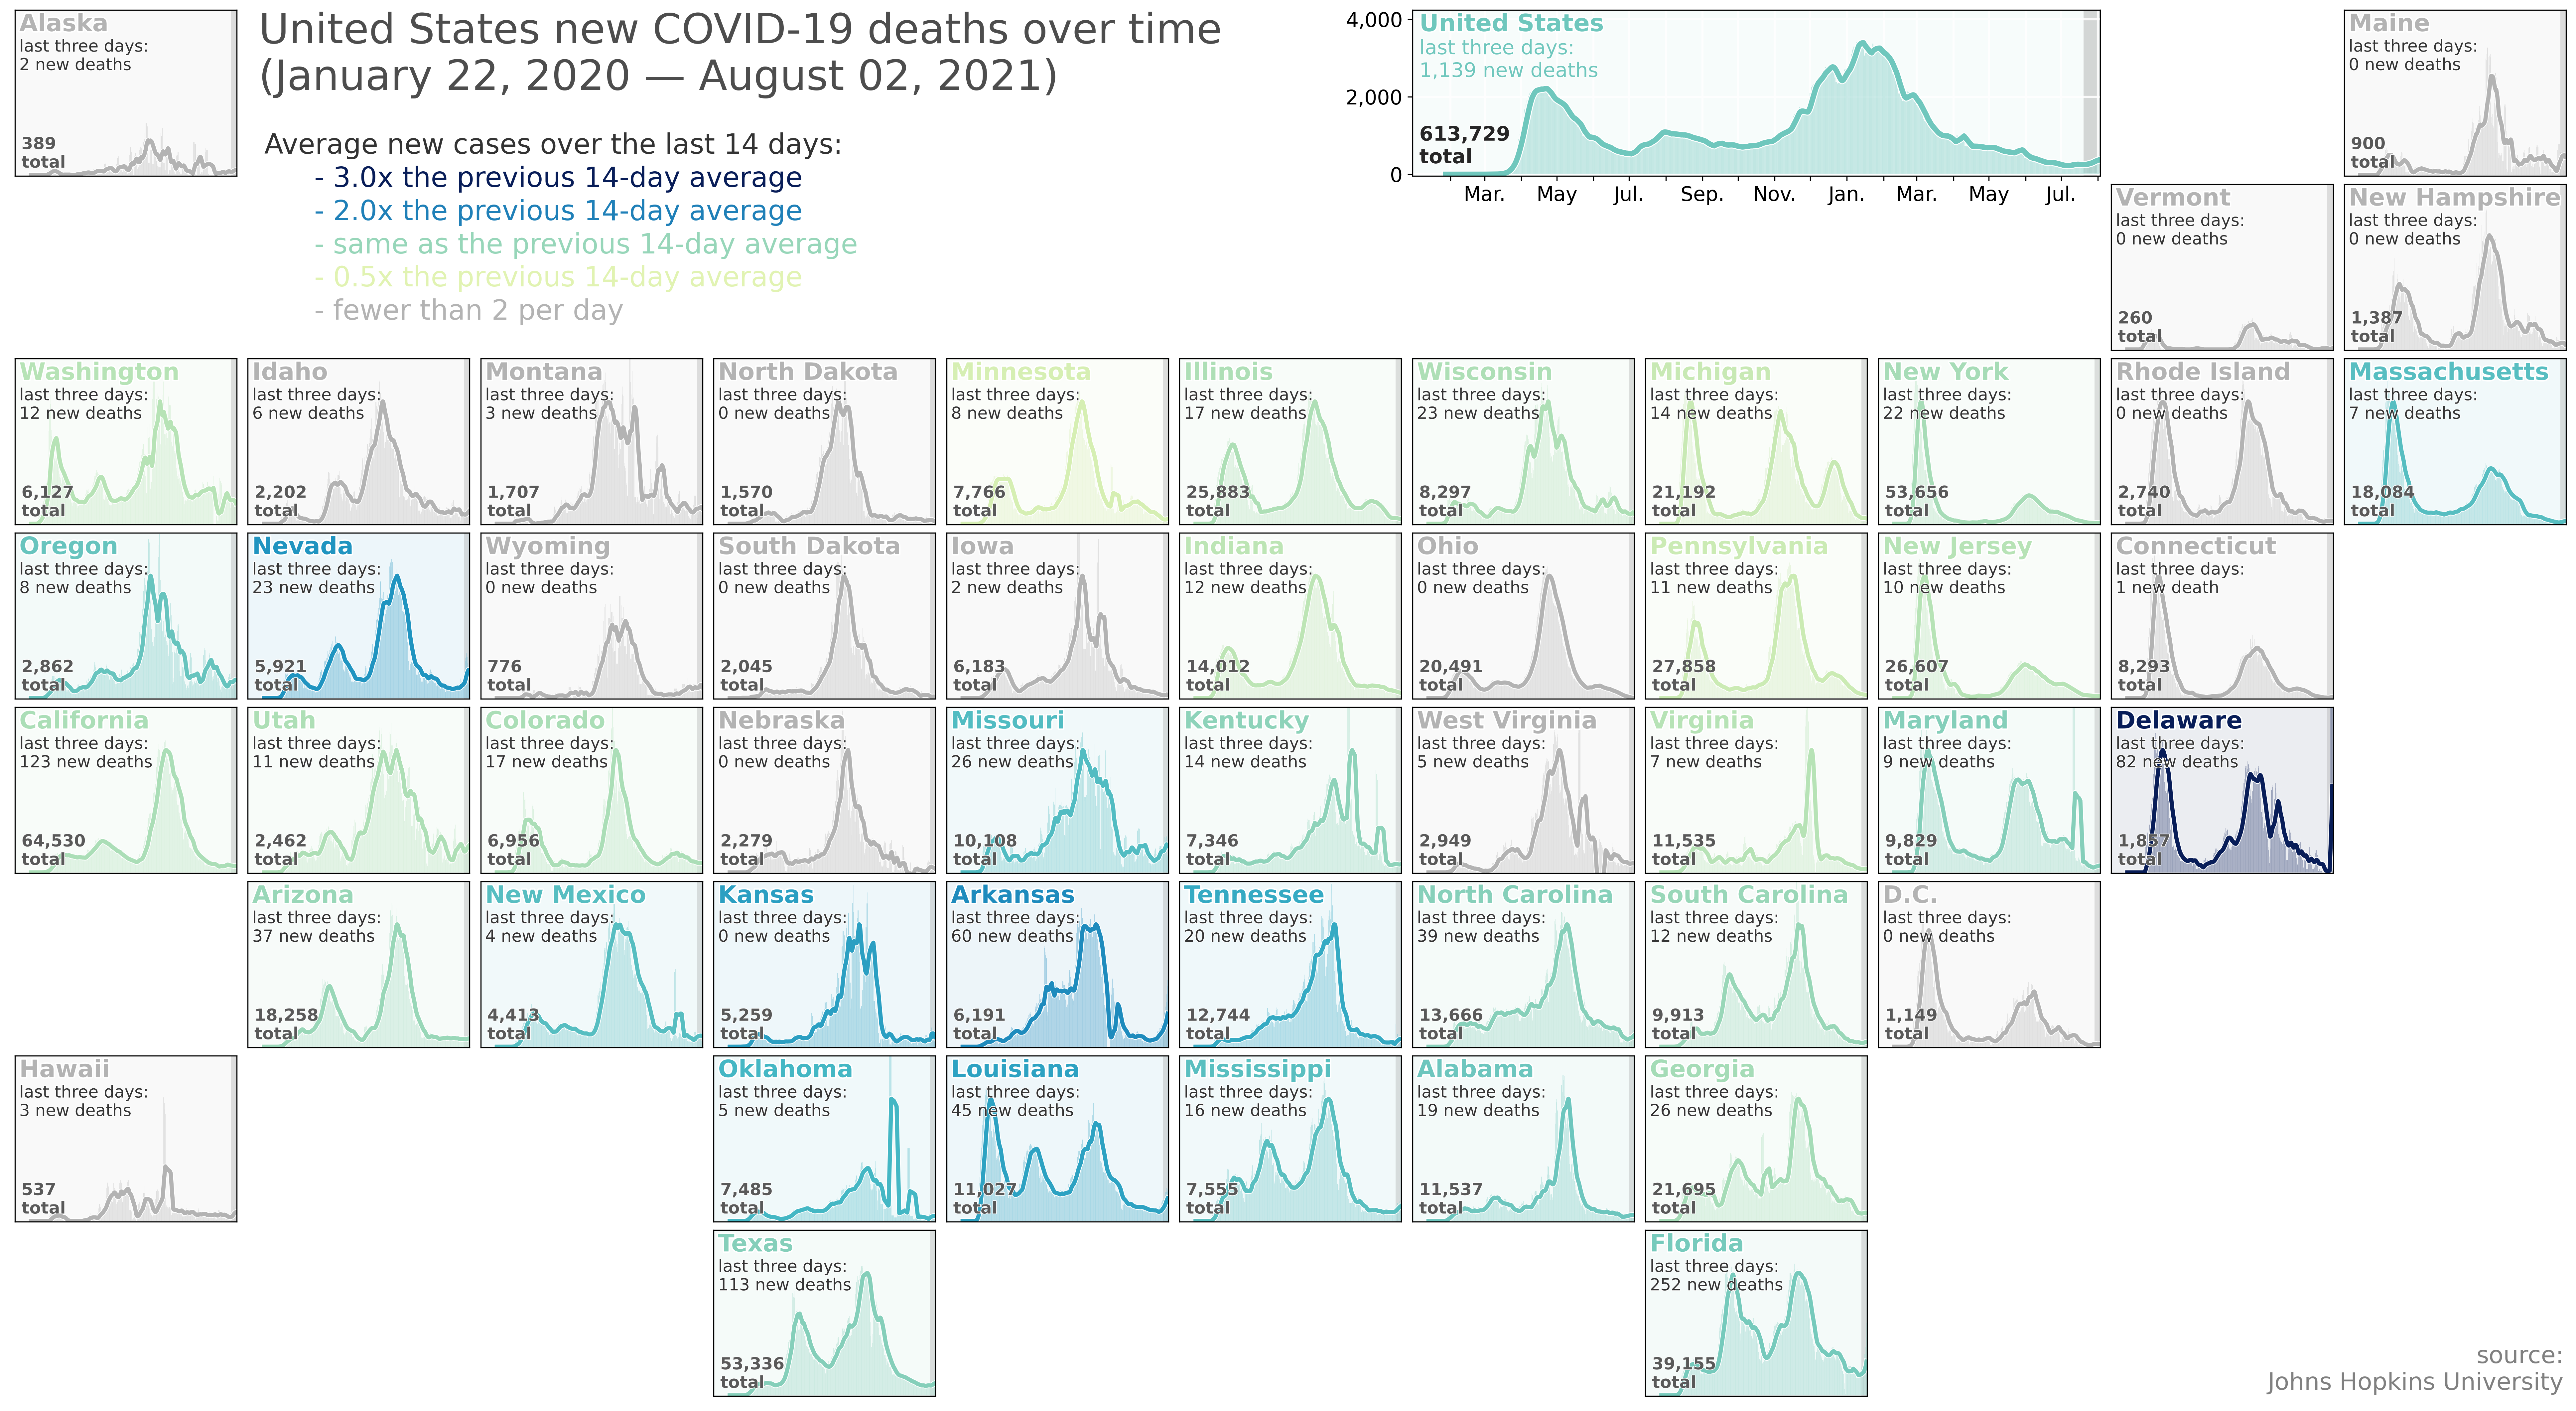 Alaska
last three days:
2 new deaths
389
total
United States new COVID-19 deaths over time
(January 22, 2020 — August 02, 2021)
Average new cases over the last 14 days:
- 3.0x the previous 14-day average
- 2.0x the previous 14-day average
- same as the previous 14-day average
- 0.5x the previous 14-day average
- fewer than 2 per day
4,000
2,000
0
United States
last three days:
1,139 new deaths
613,729
total
Mar. May Jul. Sep. Nov. Jan. Mar. May Jul.
Maine
last three days:
0 new deaths
900
total
Vermont
last three days:
0 new deaths
260
total
New Hampshire
last three days:
0 new deaths
1,387
total
Washington
last three days:
12 new deaths
6,127
total
Idaho
last three days:
6 new deaths
2,202
total
Montana
last three days:
3 new deaths
1,707
total
North Dakota
last three days:
0 new deaths
1,570
total
Minnesota
last three days:
8 new deaths
7,766
total
Illinois
last three days:
17 new deaths
25,883
total
Wisconsin
last three days:
23 new deaths
8,297
total
Michigan
last three days:
14 new deaths
21,192
total
New York
last three days:
22 new deaths
53,656
total
Rhode Island
last three days:
0 new deaths
2,740
total
Massachusetts
last three days:
7 new deaths
18,084
total
Oregon
last three days:
8 new deaths
2,862
total
Nevada
last three days:
23 new deaths
5,921
total
Wyoming
last three days:
0 new deaths
776
total
South Dakota
last three days:
0 new deaths
2,045
total
Iowa
last three days:
2 new deaths
6,183
total
Indiana
last three days:
12 new deaths
14,012
total
Ohio
last three days:
0 new deaths
20,491
total
Pennsylvania
last three days:
11 new deaths
27,858
total
New Jersey
last three days:
10 new deaths
26,607
total
Connecticut
last three days:
1 new death
8,293
total
California
last three days:
123 new deaths
64,530
total
Utah
last three days:
11 new deaths
2,462
total
Colorado
last three days:
17 new deaths
6,956
total
Nebraska
last three days:
0 new deaths
2,279
total
Missouri
last three days:
26 new deaths
10,108
total
Kentucky
last three days:
14 new deaths
7,346
total
West Virginia
last three days:
5 new deaths
2,949
total
Virginia
last three days:
7 new deaths
11,535
total
Maryland
last three days:
9 new deaths
9,829
total
Delaware
last three days:
82 new deaths
1,857
total
Arizona
last three days:
37 new deaths
18,258
total
New Mexico
last three days:
4 new deaths
4,413
total
Kansas
last three days:
0 new deaths
5,259
total
Arkansas
last three days:
60 new deaths
6,191
total
Tennessee
last three days:
20 new deaths
12,744
total
North Carolina
last three days:
39 new deaths
13,666
total
South Carolina
last three days:
12 new deaths
9,913
total
D.C.
last three days:
0 new deaths
1,149
total
Hawaii
last three days:
3 new deaths
537
total
Oklahoma
last three days:
5 new deaths
7,485
total
Louisiana
last three days:
45 new deaths
11,027
total
Mississippi
last three days:
16 new deaths
7,555
total
Alabama
last three days:
19 new deaths
11,537
total
Georgia
last three days:
26 new deaths
21,695
total
Texas
last three days:
113 new deaths
53,336
total
Florida
last three days:
252 new deaths
39,155
total
source:
Johns Hopkins University